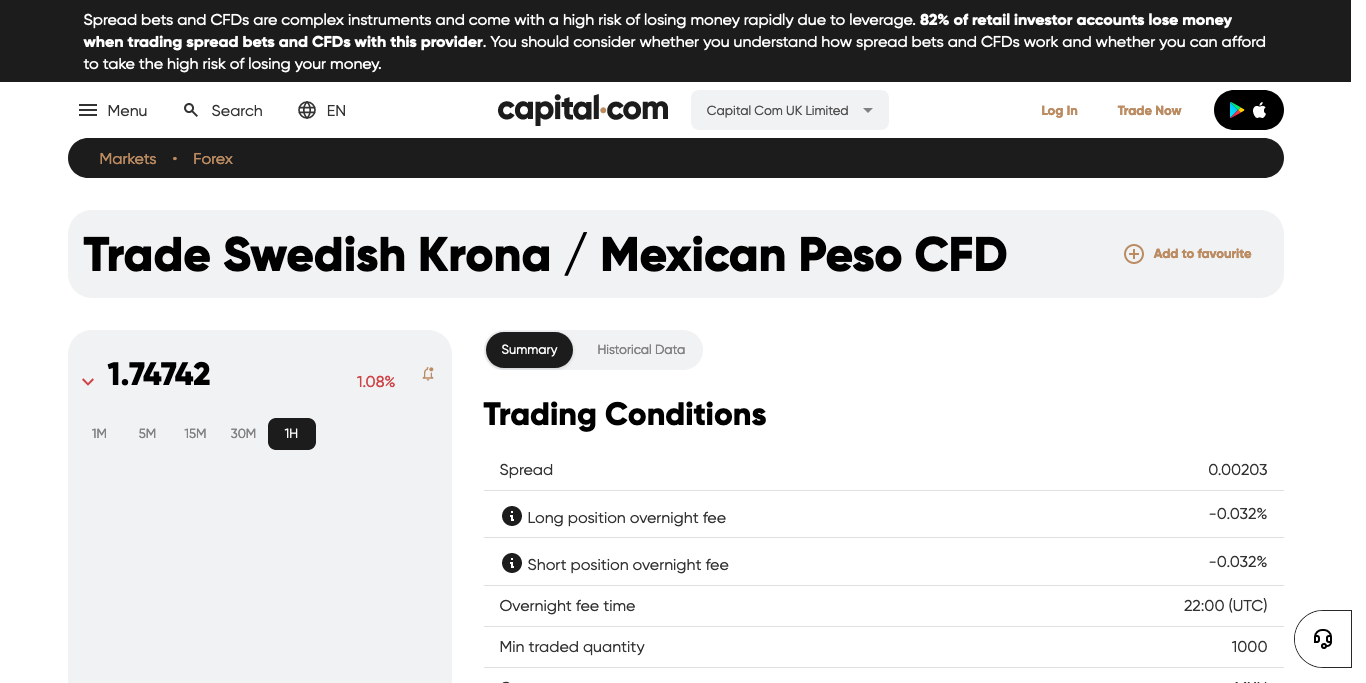 Spread bets and CFDs are complex instruments and come with a high risk of losing money rapidly due to leverage. 82% of retail investor accounts lose money
when trading spread bets and CFDs with this provider. You should consider whether you understand how spread bets and CFDs work and whether you can afford
to take the high risk of losing your money.
Menu Search EN capital.com Capital Com UK Limited Log In Trade Now
Markets • Forex
Trade Swedish Krona / Mexican Peso CFD Add to favourite
1.74742 1.08%
1M 5M 15M 30M 1H
Summary Historical Data
Trading Conditions
Spread 0.00203
Long position overnight fee -0.032%
Short position overnight fee -0.032%
Overnight fee time 22:00 (UTC)
Min traded quantity 1000